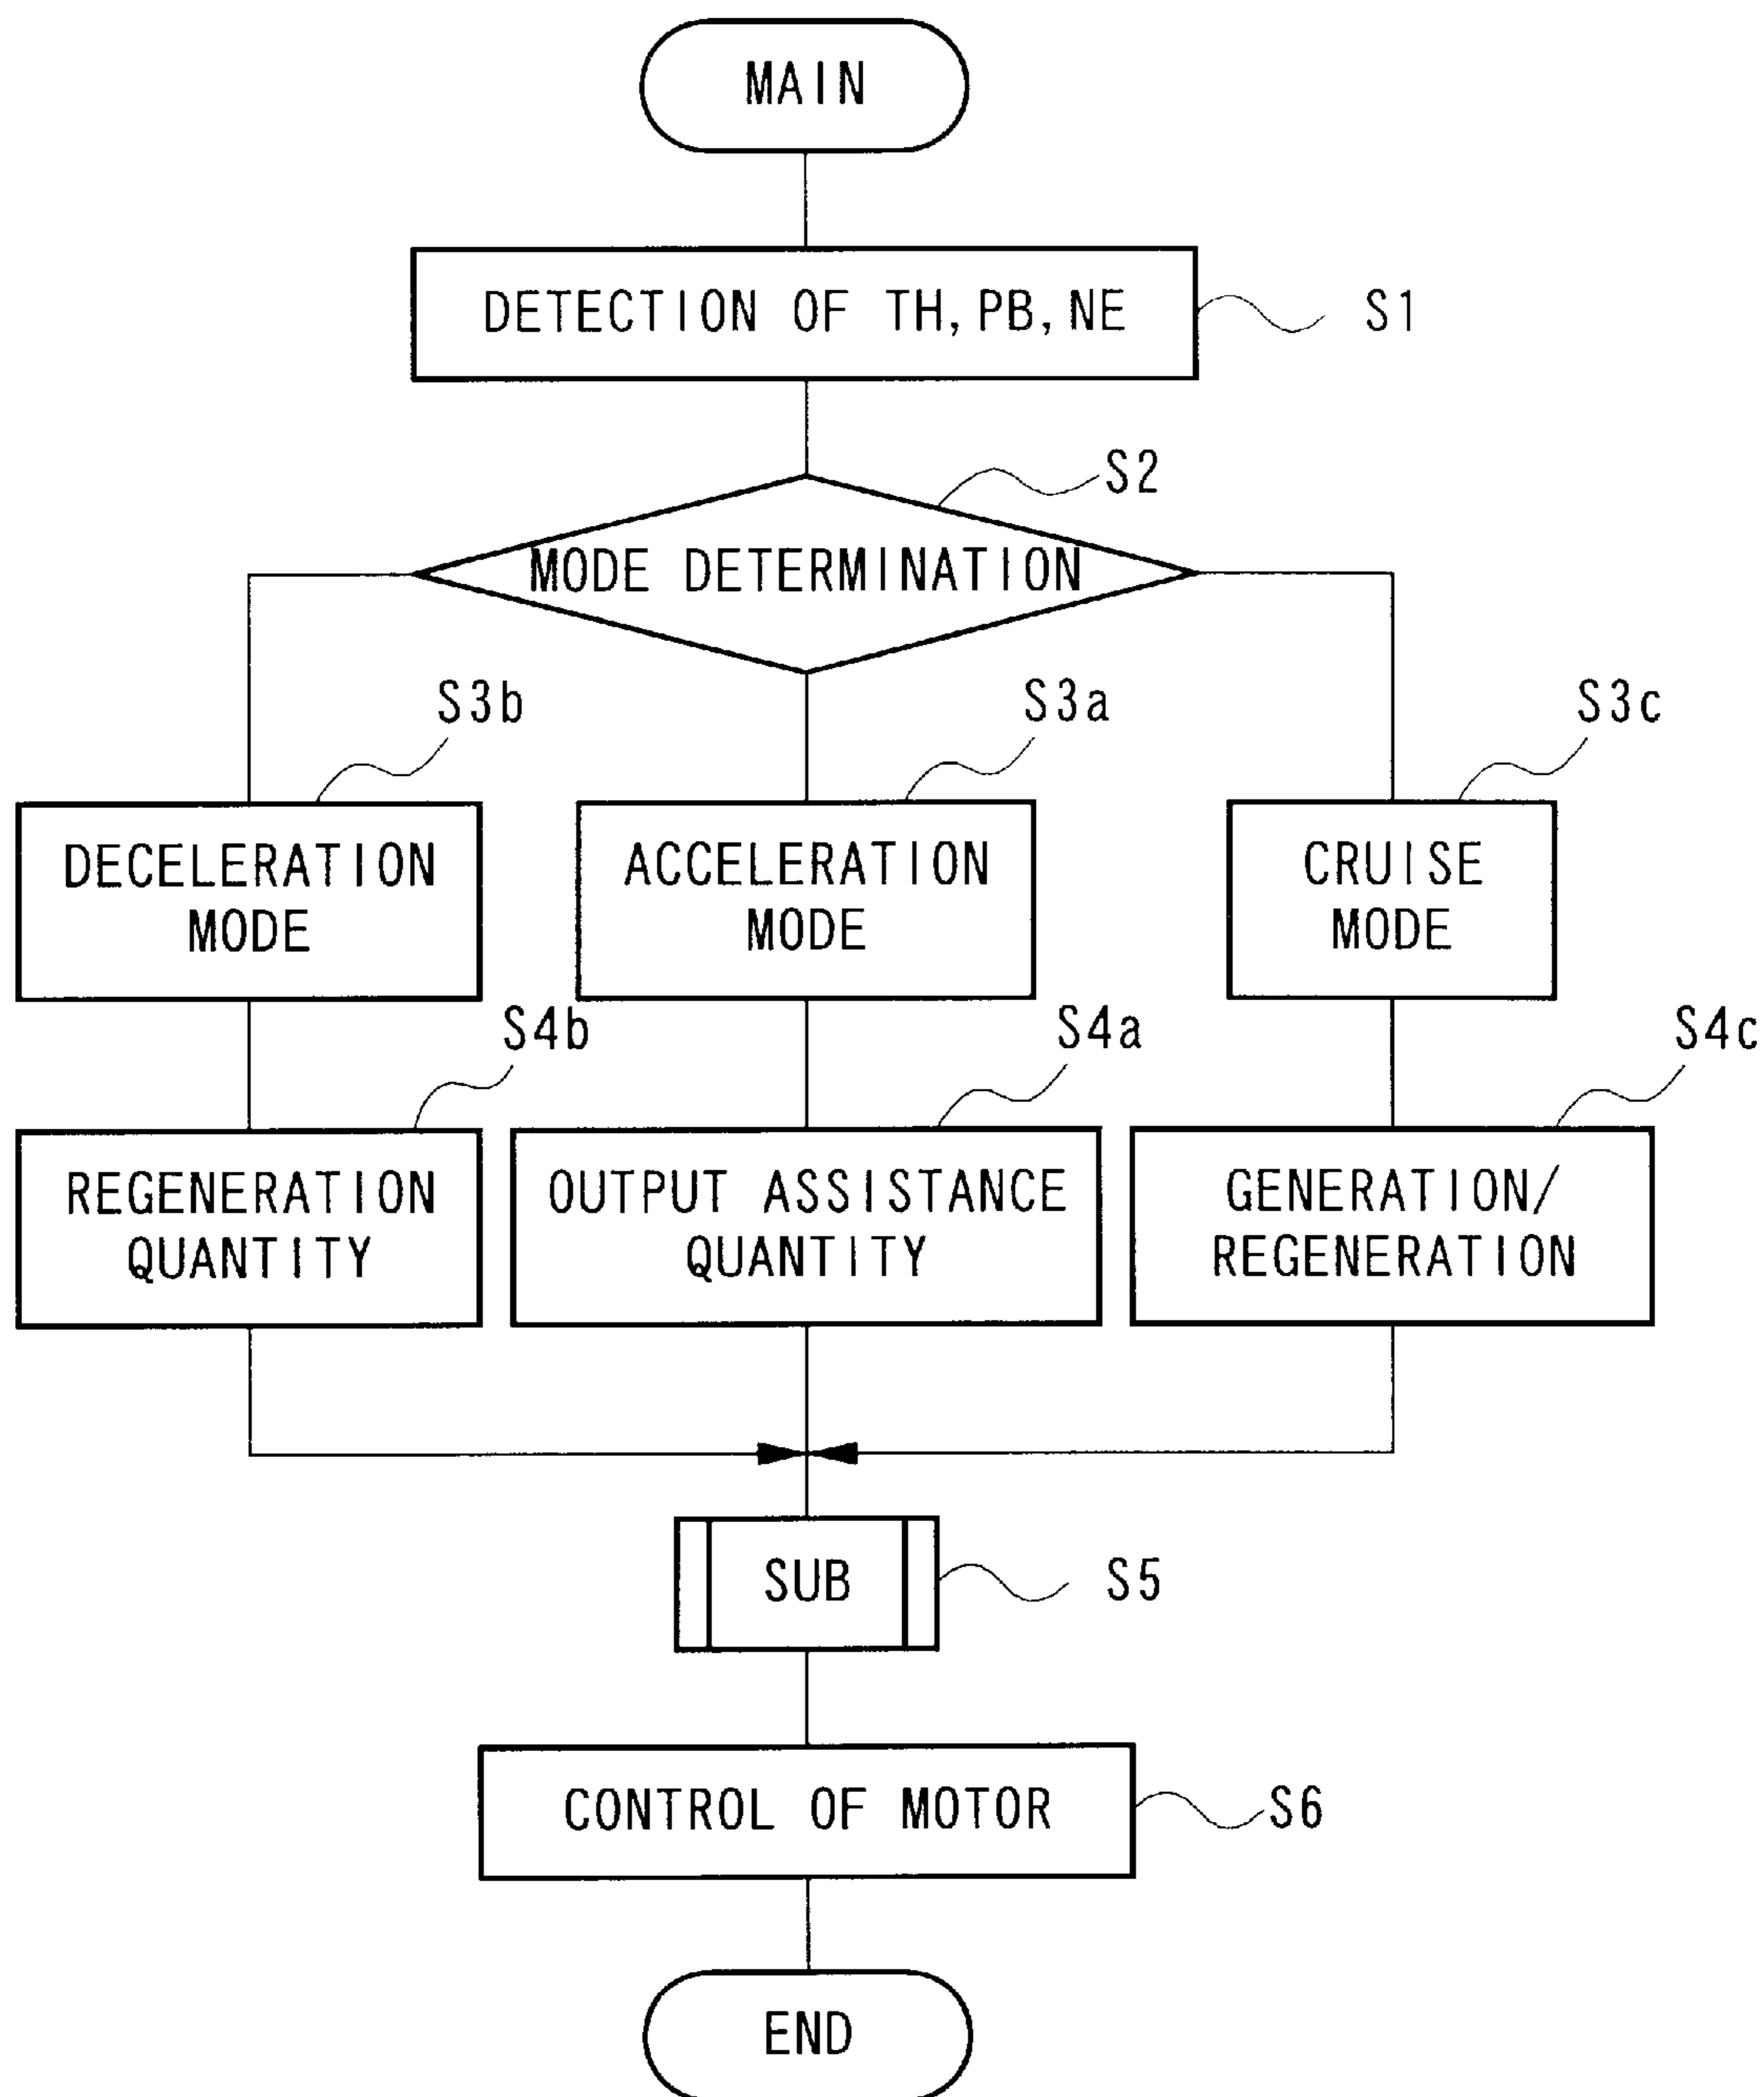 MAIN
DETECTION OF TH, PB, NE
S1
S2
MODE DETERMINATION
S3b
S3a
S3c
DECELERATION
MODE
ACCELERATION
MODE
CRUISE
MODE
S4b
S4a
S4c
REGENERATION
QUANTITY
OUTPUT ASSISTANCE
QUANTITY
GENERATION/
REGENERATION
SUB
S5
CONTROL OF MOTOR
S6
END